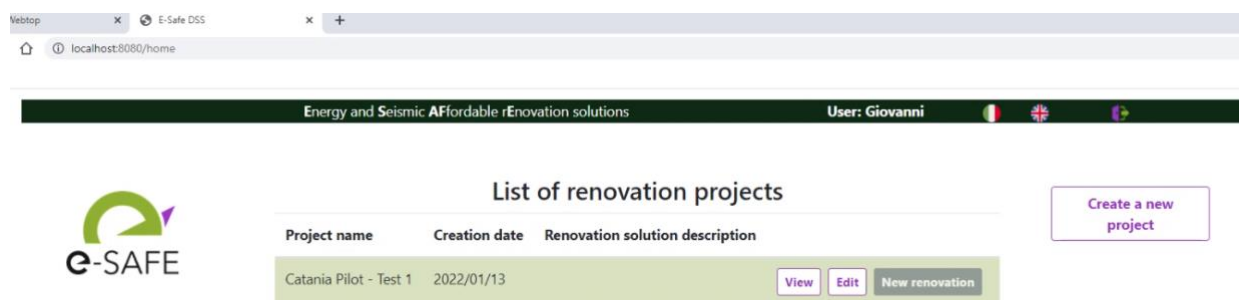 Webtop × E-Safe DSS × +
localhost:8080/home
Energy and Seismic AFfordable rEnovation solutions User: Giovanni
List of renovation projects
Create a new
project
Project name Creation date Renovation solution description
e-SAFE
Catania Pilot - Test 1 2022/01/13 View Edit New renovation